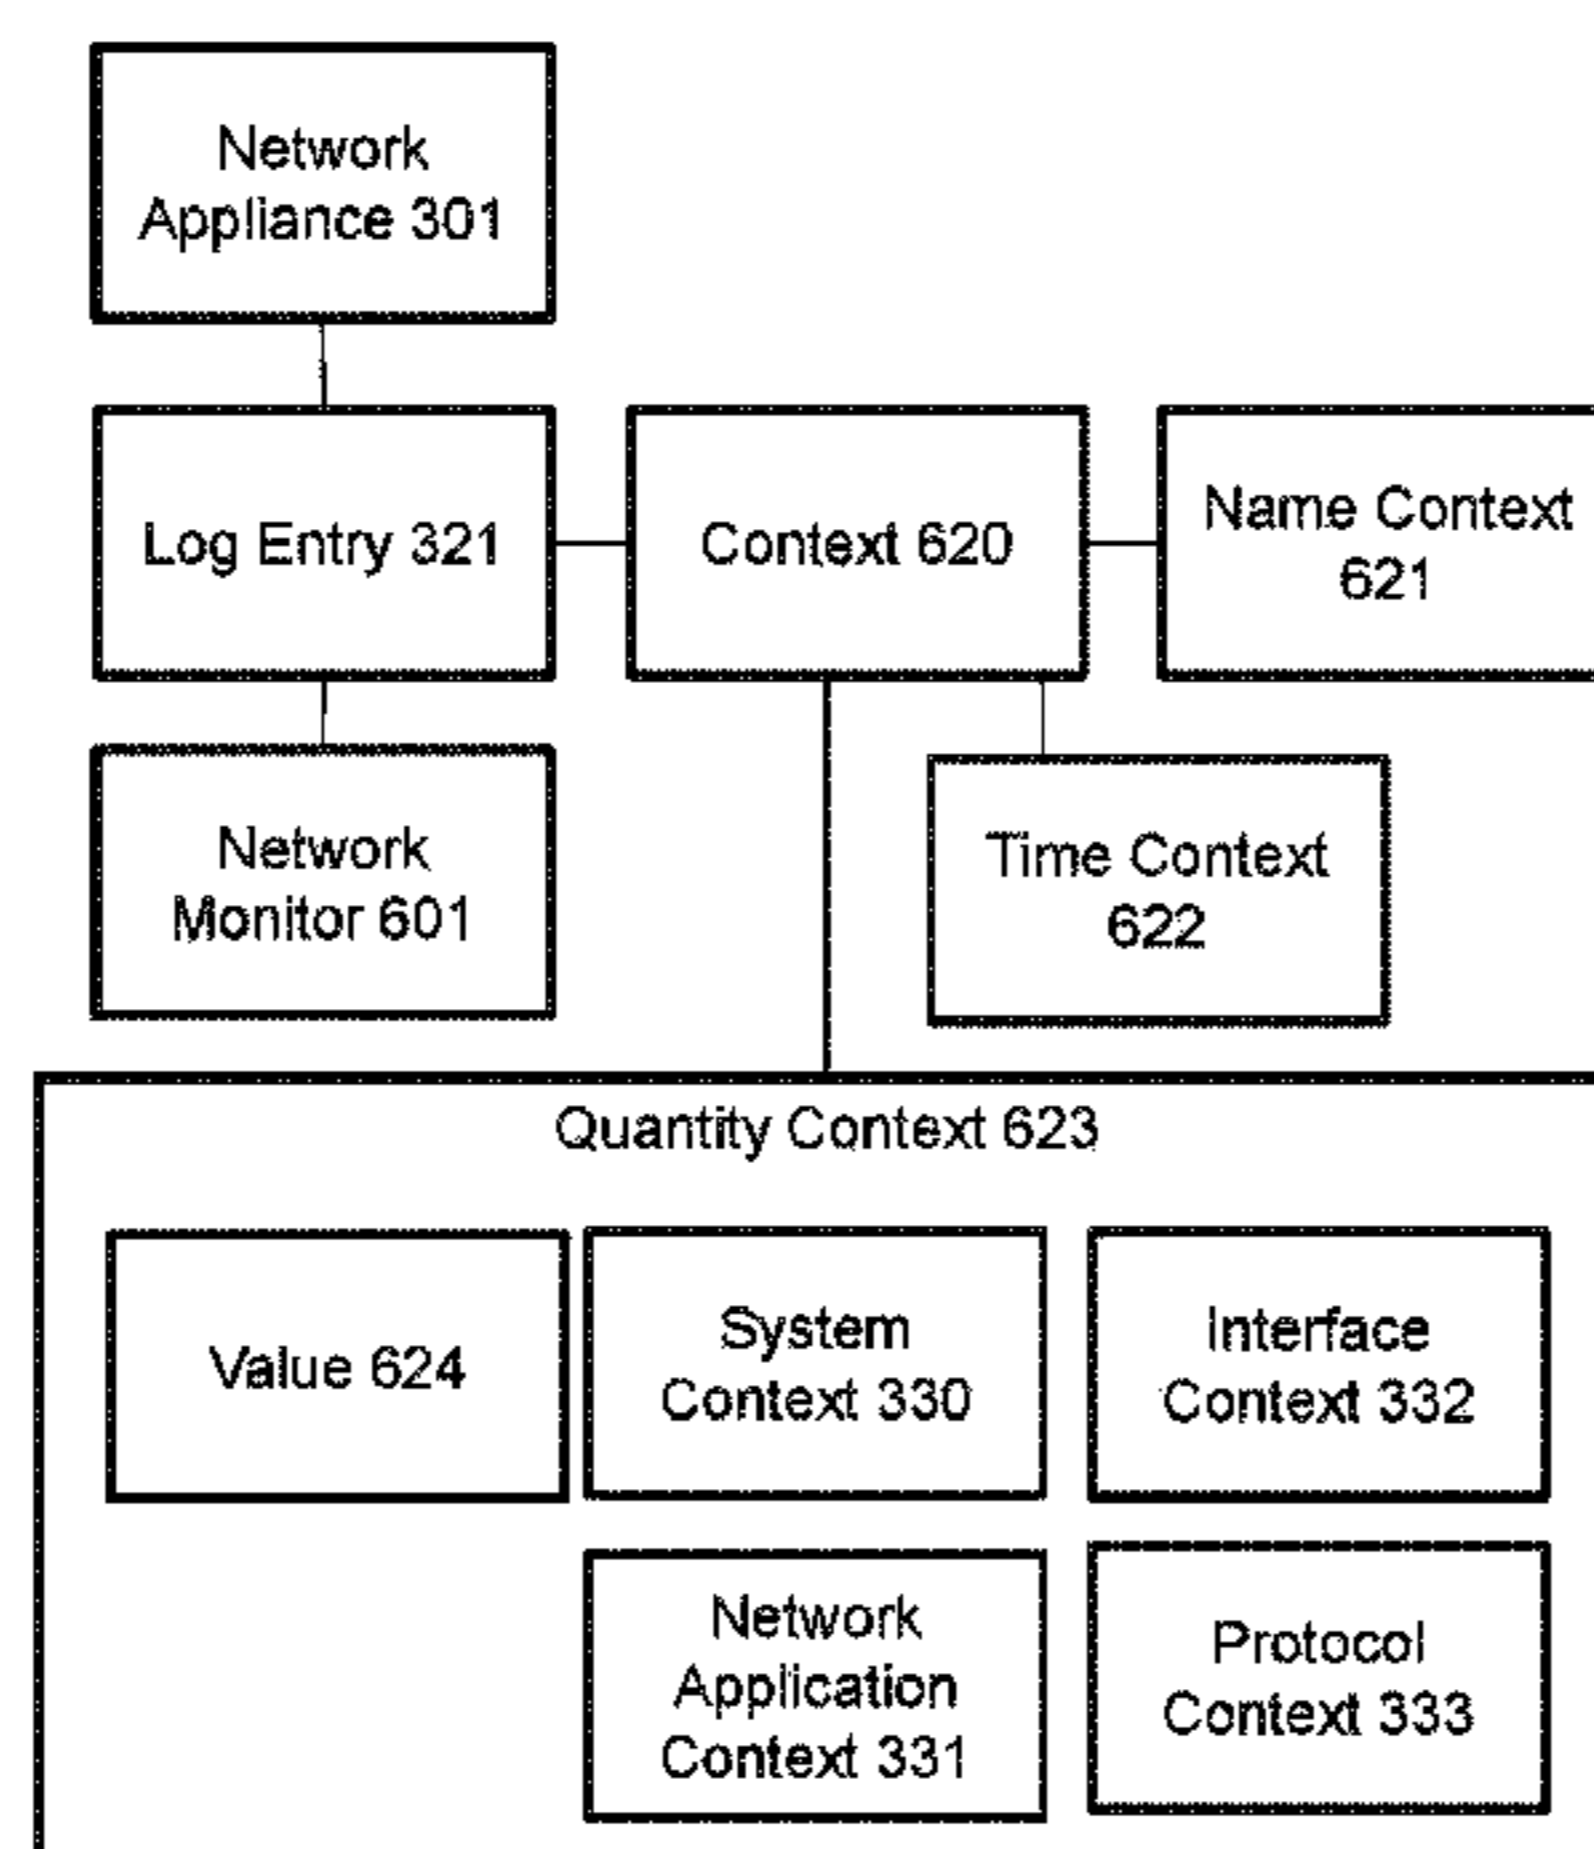 Network
Appliance 301
Log Entry 321
Context 620
Name Context
621
Network
Monitor 601
Time Context
622
Quantity Context 623
Value 624
System
Context 330
Interface
Context 332
Network
Application
Context 331
Protocol
Context 333